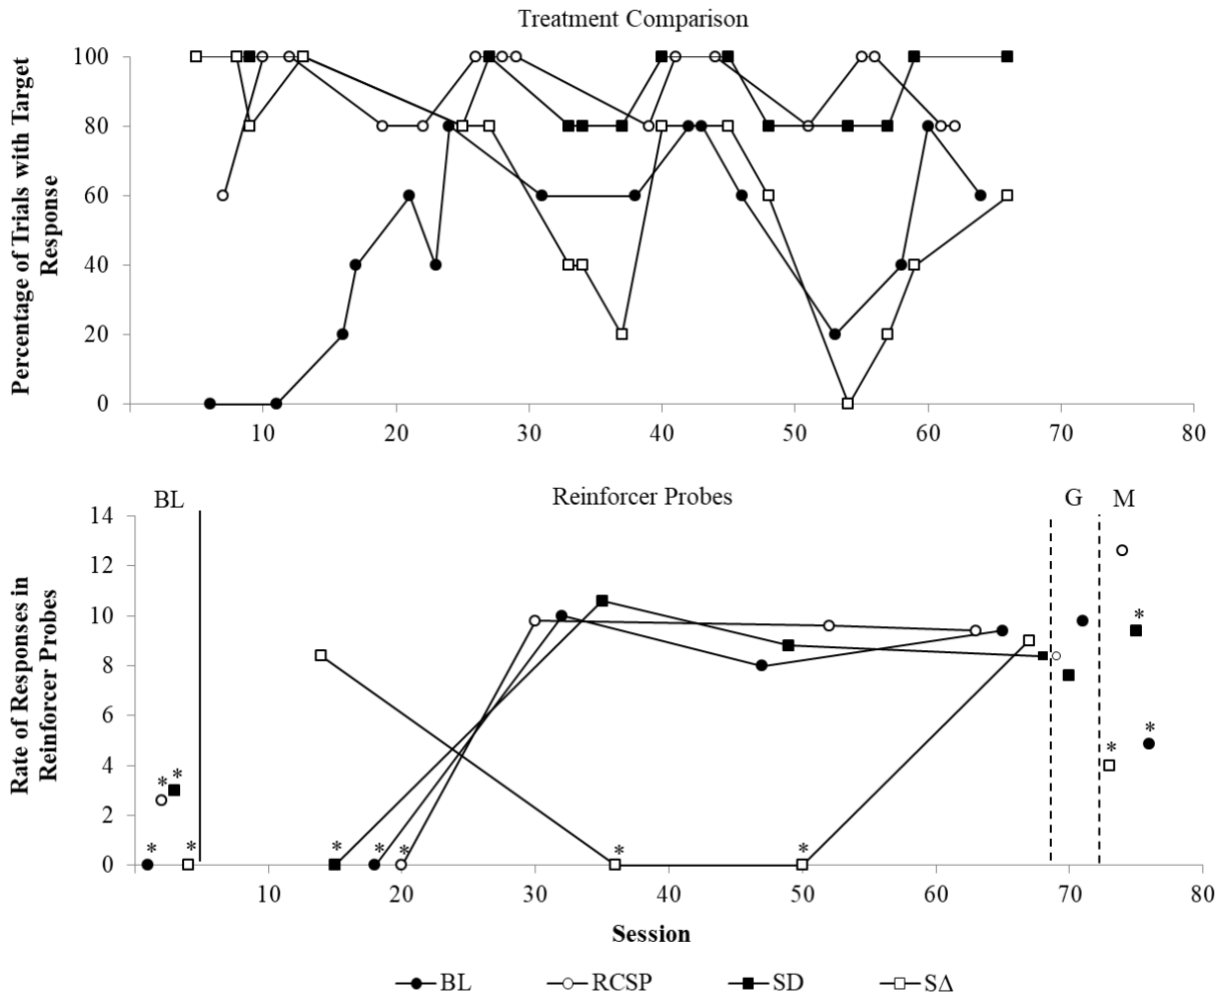 Treatment Comparison
Percentage of Trials with Target
Response
100
80
60
40
20
0
10 20 30 40 50 60 70 80
BL Reinforcer Probes G M
Rate of Responses in
Reinforcer Probes
14
12
10
8
6
4
2
0
* * * * * * * * * * * *
10 20 30 40 50 60 70 80
Session
BL RCSP SD SΔ